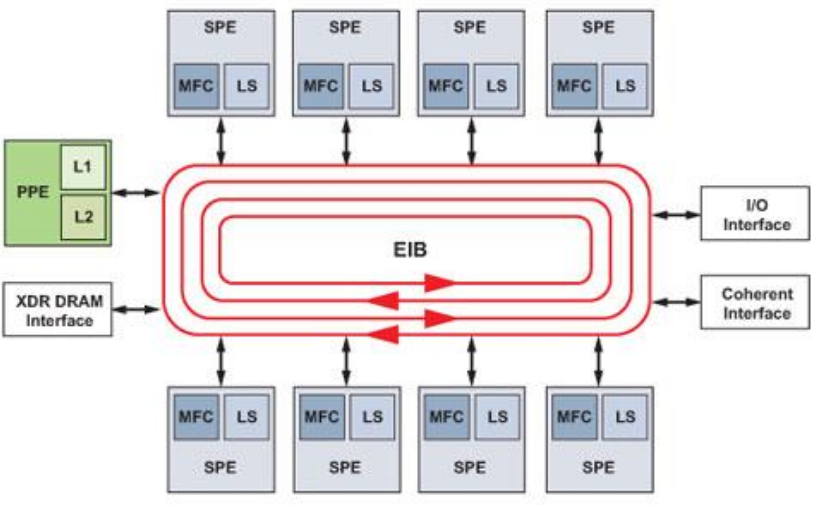 SPE
SPE
SPE
SPE
MFC LS
MFC LS
MFC LS
MFC LS
PPE
L1
L2
EIB
I/O
Interface
XDR DRAM
Interface
Coherent
Interface
MFC LS
MFC LS
MFC LS
MFC LS
SPE
SPE
SPE
SPE